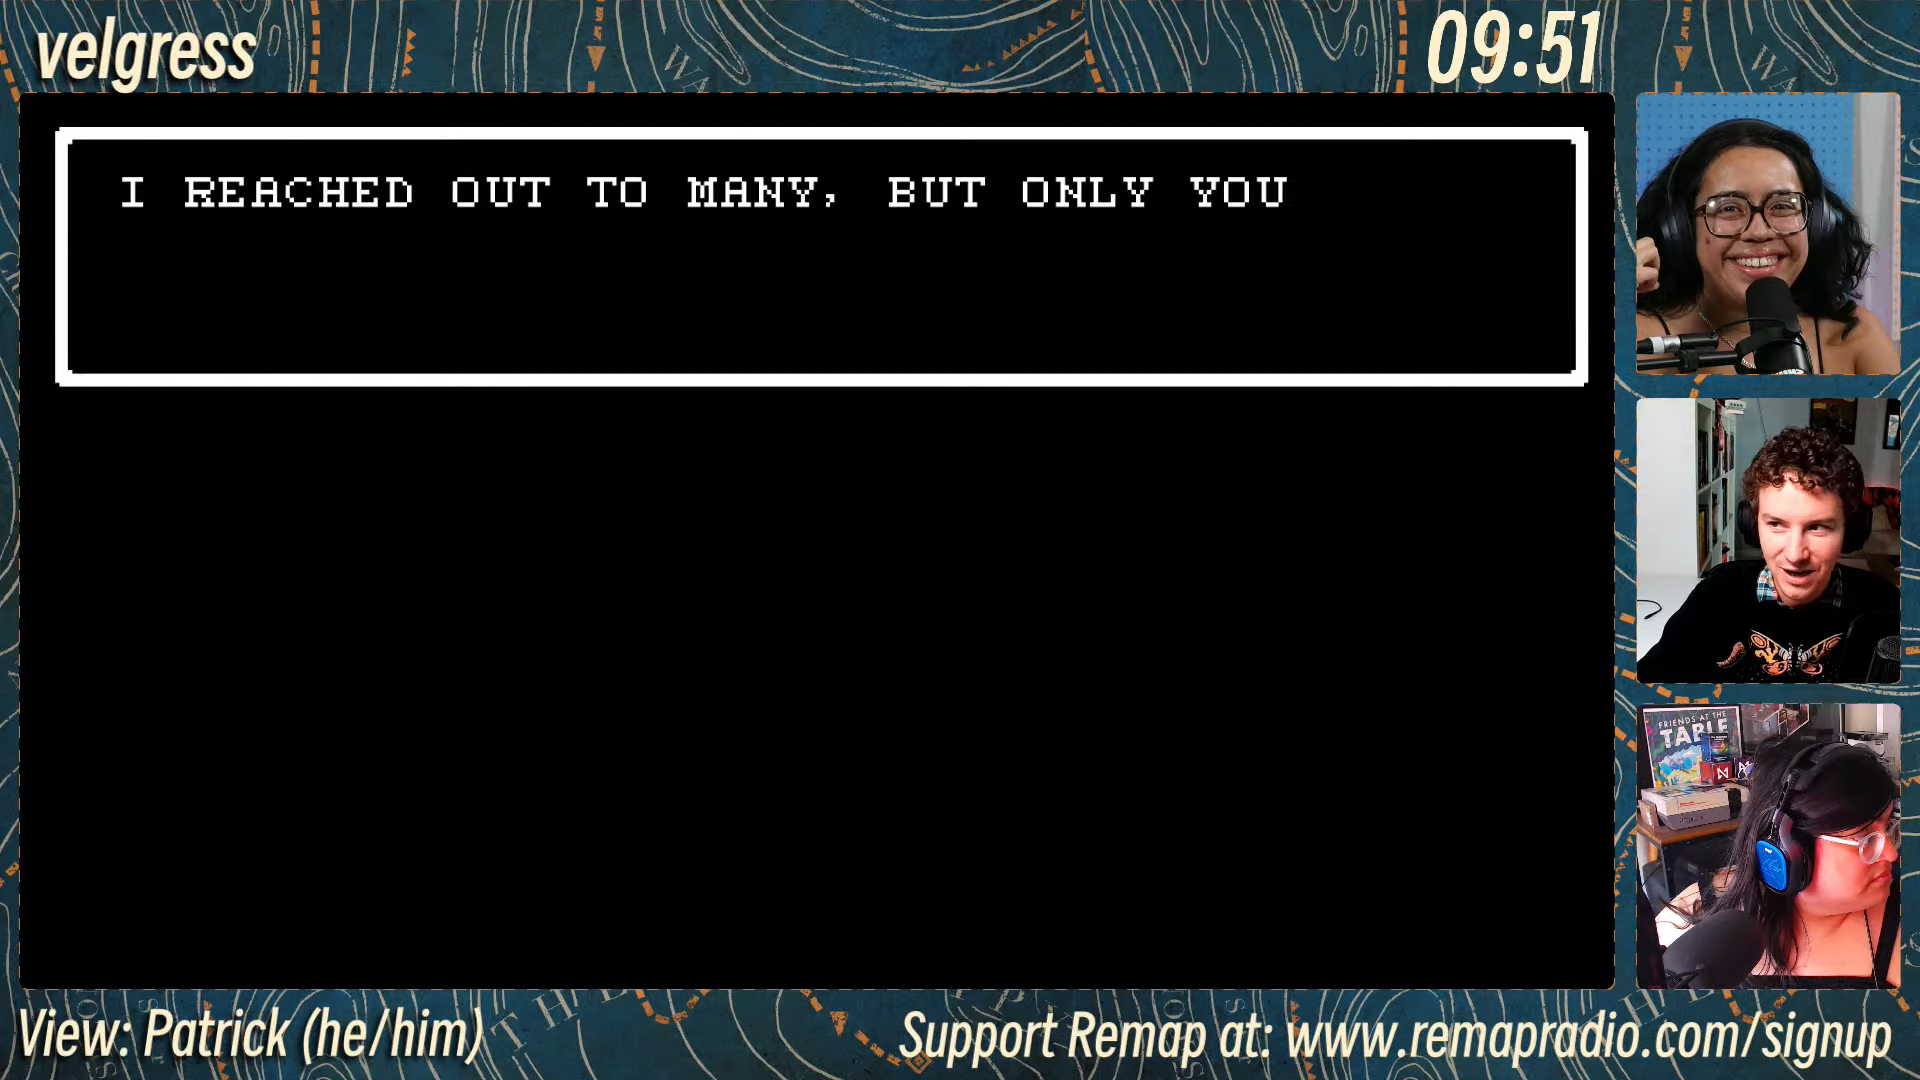 velgress
09:51
I REACHED OUT TO MANY, BUT ONLY YOU
FRIENDS AT THE
TABLE
View: Patrick (he/him)
Support Remap at: www.remapradio.com/signup